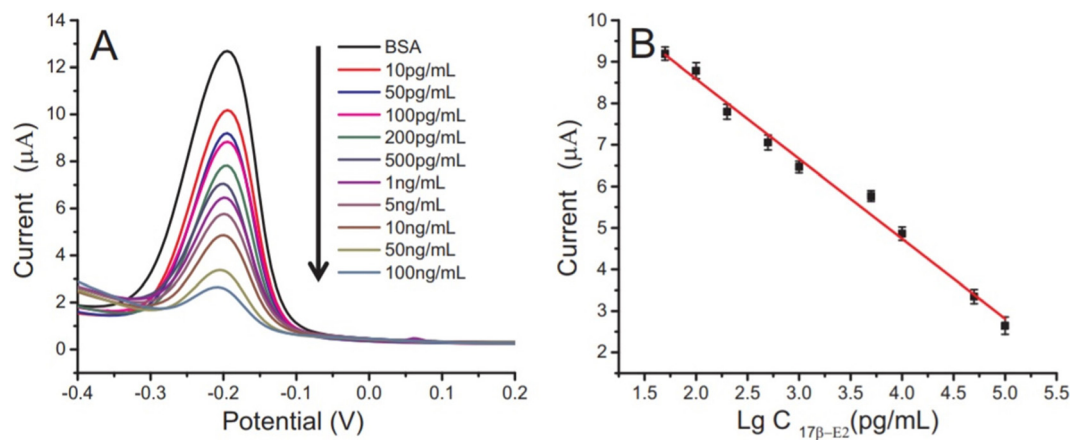 A
14
12
10
8
6
4
2
0
Current (μA)
-0.4
-0.3
-0.2
-0.1
0.0
0.1
0.2
Potential (V)
BSA
10pg/mL
50pg/mL
100pg/mL
200pg/mL
500pg/mL
1ng/mL
5ng/mL
10ng/mL
50ng/mL
100ng/mL
B
10
9
8
7
6
5
4
3
2
Current (μA)
1.5
2.0
2.5
3.0
3.5
4.0
4.5
5.0
5.5
Lg C 17β–E2(pg/mL)